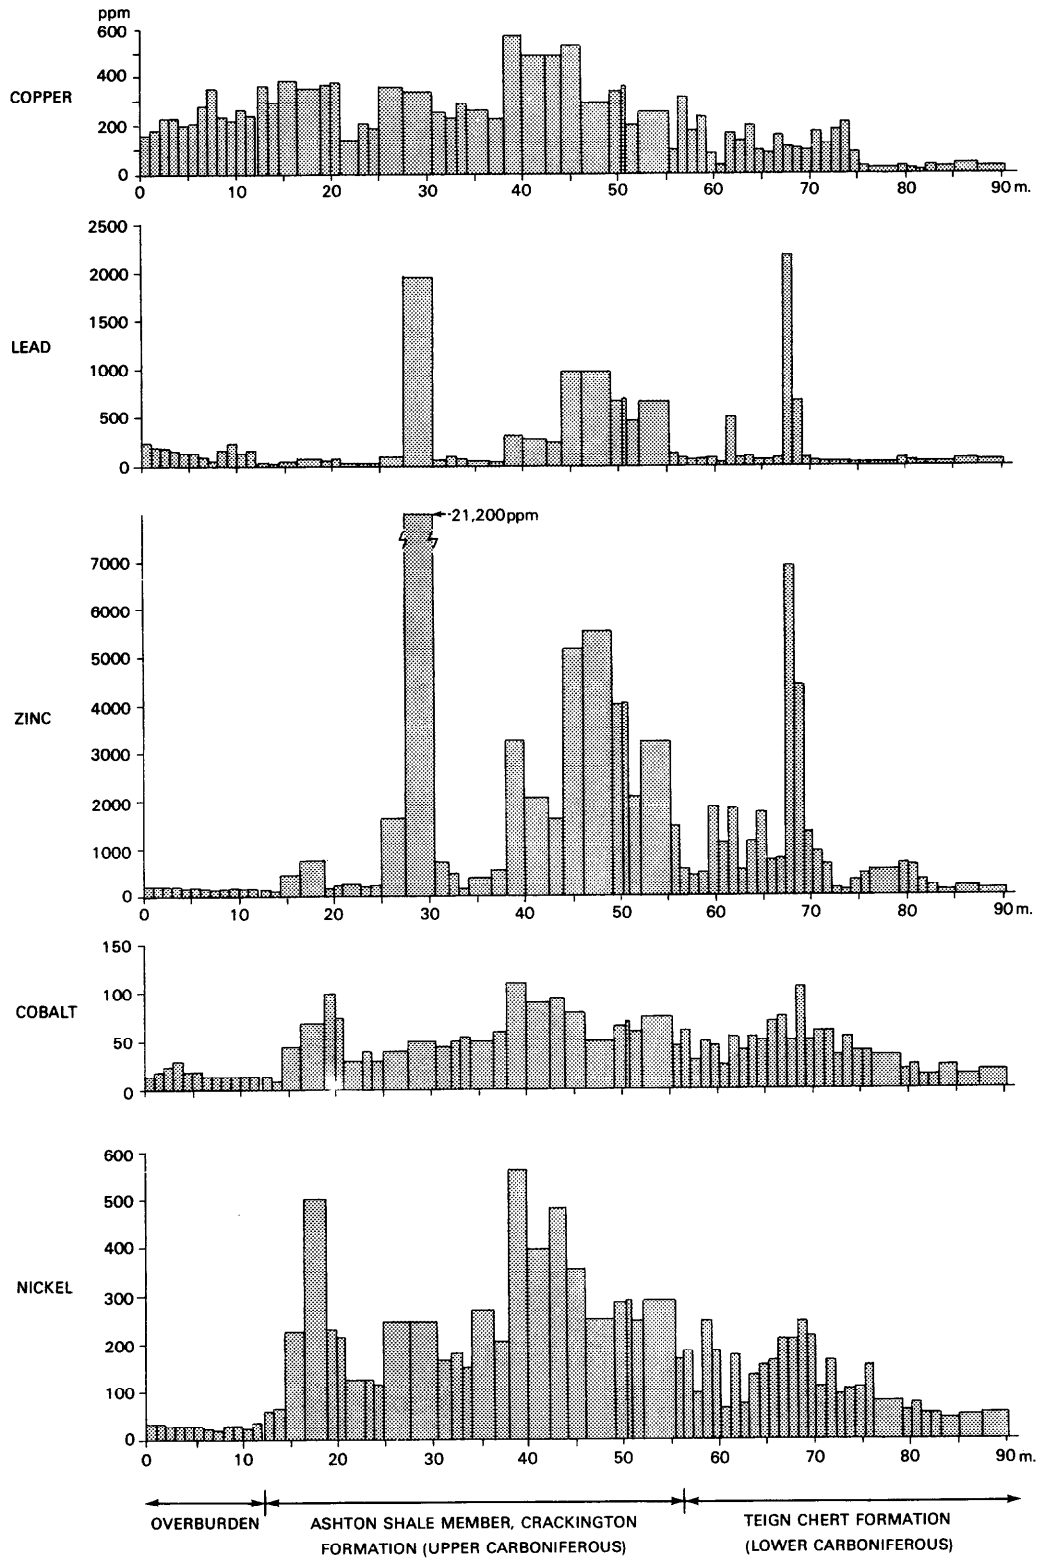 ppm
600
400
200
0
COPPER
0 10 20 30 40 50 60 70 80 90 m.
2500
2000
1500
1000
500
0
LEAD
21,200ppm
7000
6000
5000
4000
3000
2000
1000
0
ZINC
0 10 20 30 40 50 60 70 80 90 m.
150
100
50
0
COBALT
600
500
400
300
200
100
0
NICKEL
0 10 20 30 40 50 60 70 80 90 m.
OVERBURDEN
ASHTON SHALE MEMBER, CRACKINGTON
FORMATION (UPPER CARBONIFEROUS)
TEIGN CHERT FORMATION
(LOWER CARBONIFEROUS)